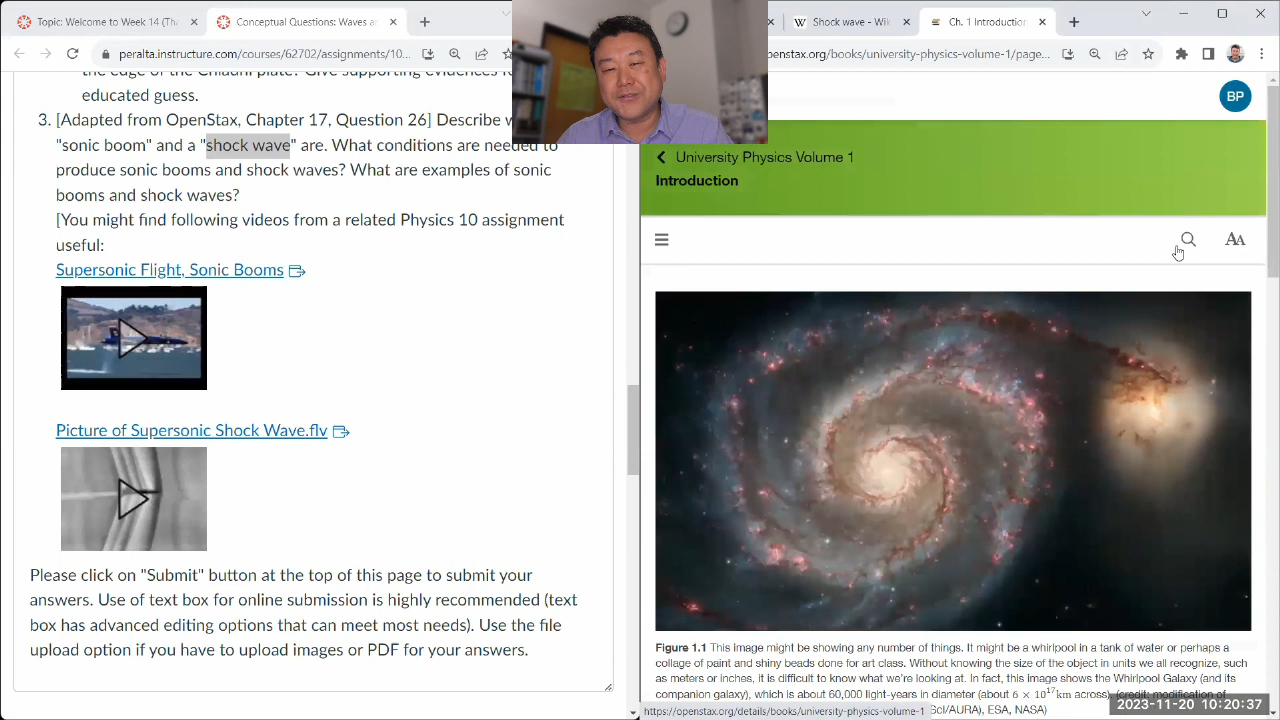 Topic: Welcome to Week 14 (Th
Conceptual Questions: Waves a
Shock wave - Wik
Ch. 1 Introduction
peralta.instructure.com/courses/62702/assignments/10...
openstax.org/books/university-physics-volume-1/page
educated guess.
3. [Adapted from OpenStax, Chapter 17, Question 26] Describe
"sonic boom" and a "shock wave" are. What conditions are needed to
produce sonic booms and shock waves? What are examples of sonic
booms and shock waves?
[You might find following videos from a related Physics 10 assignment
useful:
Supersonic Flight, Sonic Booms
Picture of Supersonic Shock Wave.flv
Please click on "Submit" button at the top of this page to submit your
answers. Use of text box for online submission is highly recommended (text
box has advanced editing options that can meet most needs). Use the file
upload option if you have to upload images or PDF for your answers.
BP
University Physics Volume 1
Introduction
AA
Figure 1.1 This image might be showing any number of things. It might be a whirlpool in a tank of water or perhaps a
collage of paint and shiny beads done for art class. Without knowing the size of the object in units we all recognize, such
as meters or inches, it is difficult to know what we're looking at. In fact, this image shows the Whirlpool Galaxy (and its
companion galaxy), which is about 60,000 light-years in diameter (about 6 × 10¹⁷km across). (credit: modification of
ScI/AURA), ESA, NASA)
https://openstax.org/details/books/university-physics-volume-1
2023-11-20 10:20:37